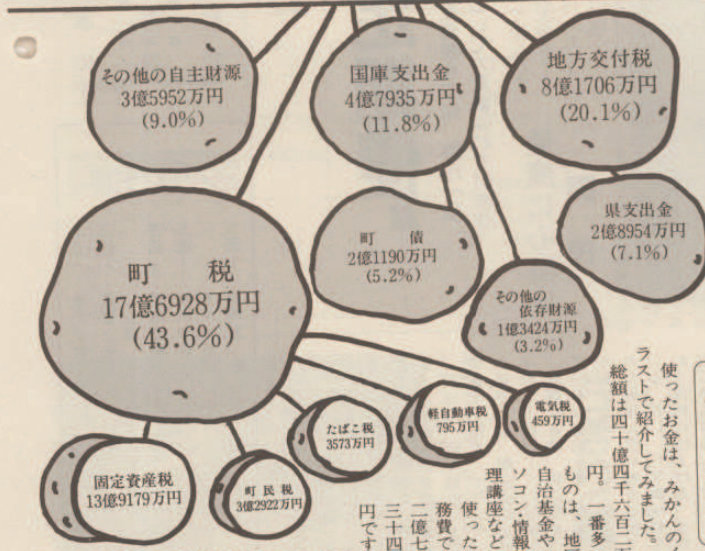 その他の自主財源
3億5952万円
(9.0%)
国庫支出金
4億7935万円
(11.8%)
地方交付税
8億1706万円
(20.1%)
町税
17億6928万円
(43.6%)
町債
2億1190万円
(5.2%)
県支出金
2億8954万円
(7.1%)
その他の
依存財源
1億3424万円
(3.2%)
固定資産税
13億9179万円
町民税
3億2922万円
たばこ税
3573万円
軽自動車税
795万円
電気税
459万円
使ったお金は、みかんの
ラストで紹介してみました。
総額は四十億四千六百二
円。一番多
ものは、地
自治基金や
ソコン・情報
理講座など
使った
務費で
二億七
三十四
円です